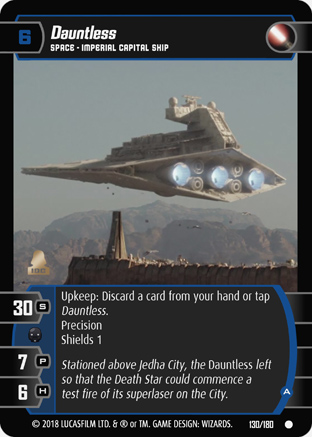 6
Dauntless
SPACE - IMPERIAL CAPITAL SHIP
30 S
Upkeep: Discard a card from your hand or tap
Dauntless.
Precision
Shields 1
7 P
6 H
Stationed above Jedha City, the Dauntless left
so that the Death Star could commence a
test fire of its superlaser on the City.
A
© 2018 LUCASFILM LTD. & ® or TM. GAME DESIGN: WIZARDS.
130/180